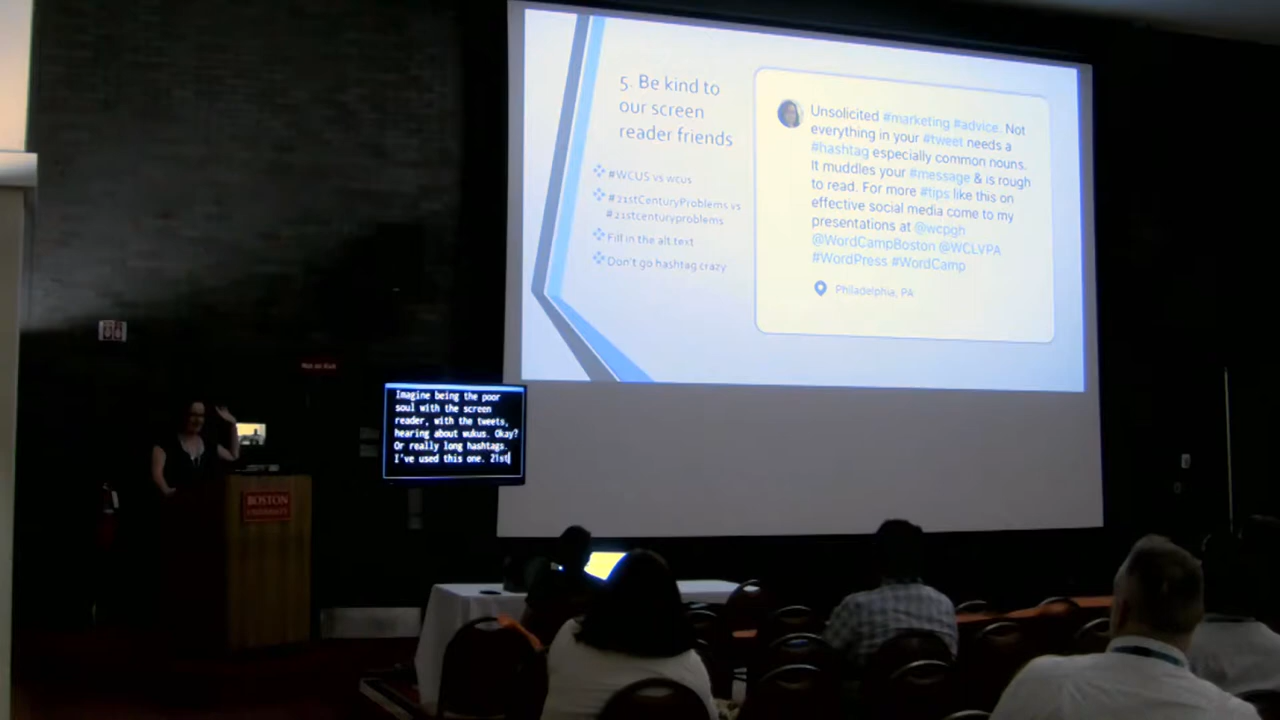 5. Be kind to
our screen
reader friends
#WCUS vs wcus
#21stCenturyProblems vs
#21stcenturyproblems
Fill in the alt text
Don't go hashtag crazy
Unsolicited #marketing #advice. Not
everything in your #tweet needs a
#hashtag especially common nouns.
It muddles your #message & is rough
to read. For more #tips like this on
effective social media come to my
presentations at @wcpgh
@WordCampBoston @WCLVPA
#WordPress #WordCamp
Philadelphia, PA
Imagine being the poor
soul with the screen
reader, with the tweets,
hearing about wukus. Okay?
Or really long hashtags.
I've used this one. 21st
BOSTON
UNIVERSITY
Not an Exit